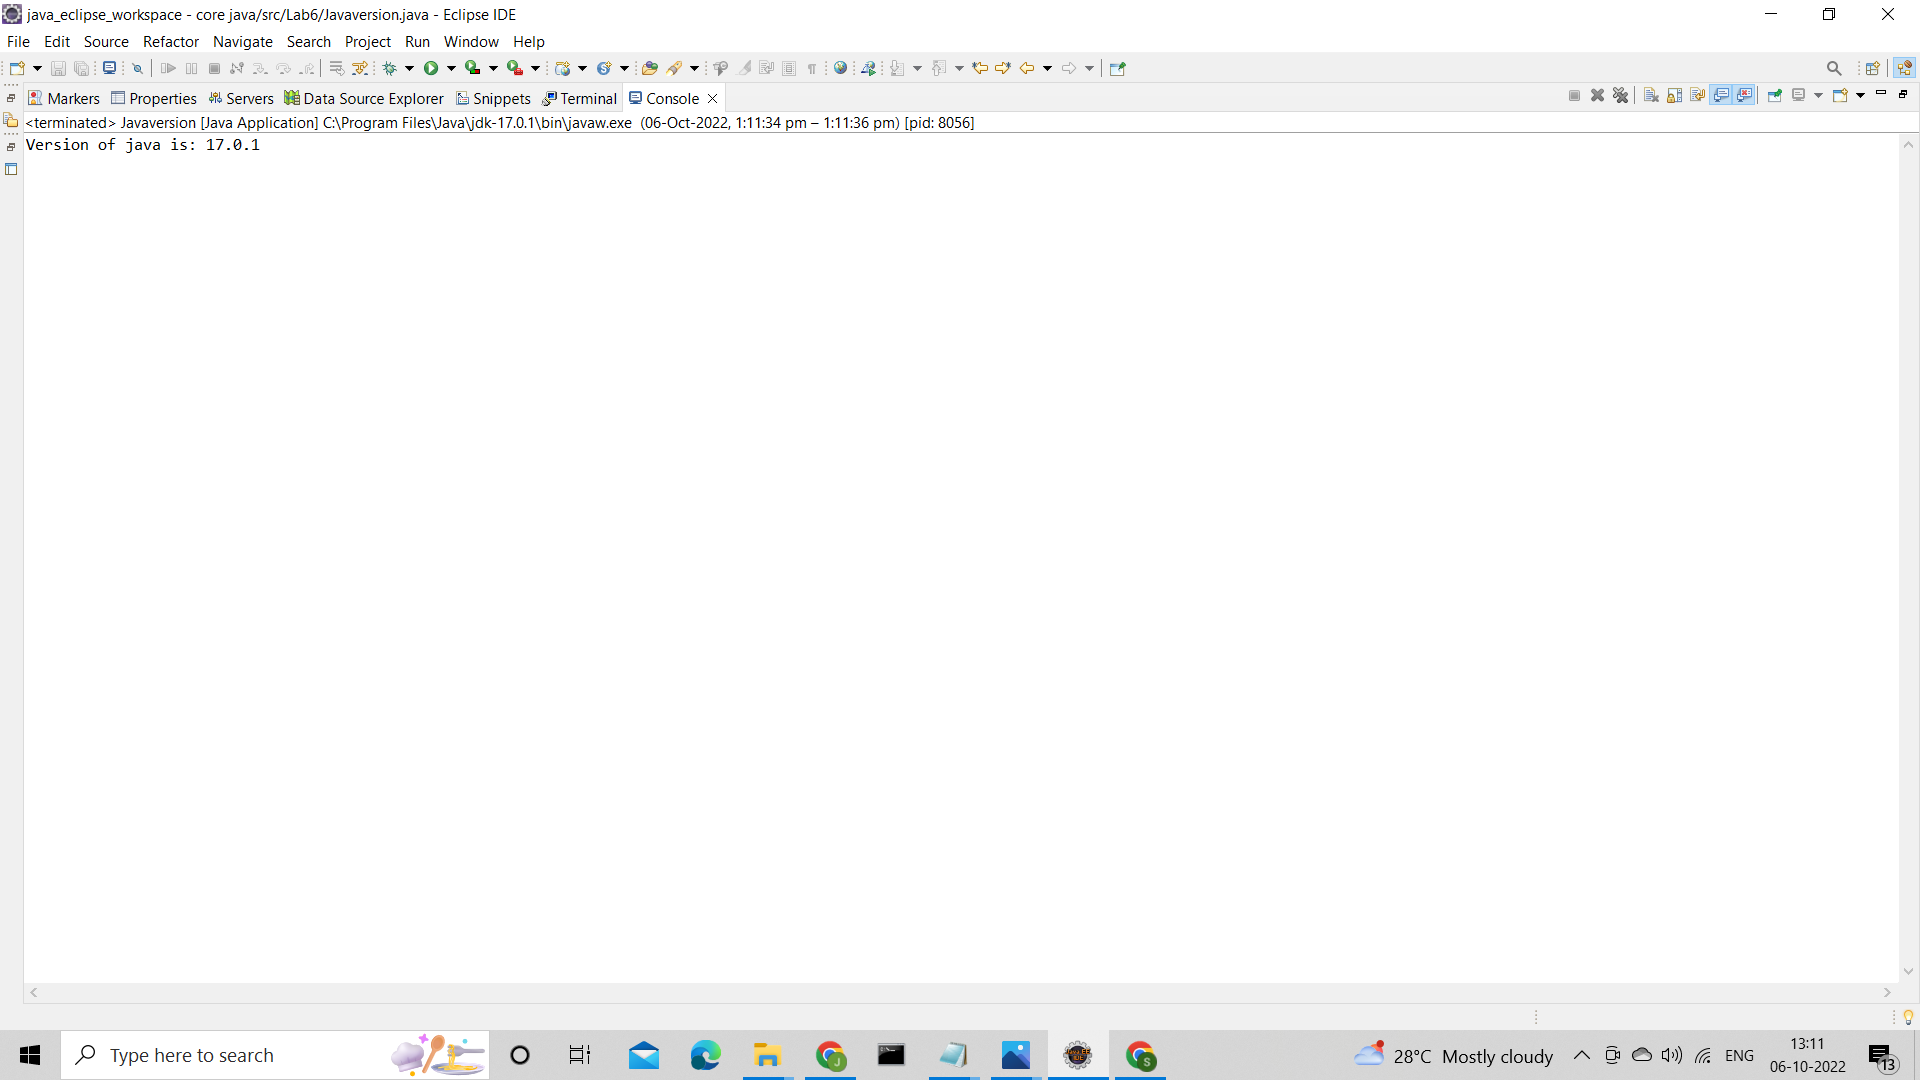 java_eclipse_workspace - core java/src/Lab6/Javaversion.java - Eclipse IDE
File Edit Source Refactor Navigate Search Project Run Window Help
Markers Properties Servers Data Source Explorer Snippets Terminal Console
<terminated> Javaversion [Java Application] C:\Program Files\Java\jdk-17.0.1\bin\javaw.exe (06-Oct-2022, 1:11:34 pm – 1:11:36 pm) [pid: 8056]
Version of java is: 17.0.1
Type here to search
28°C Mostly cloudy
ENG
13:11
06-10-2022
13